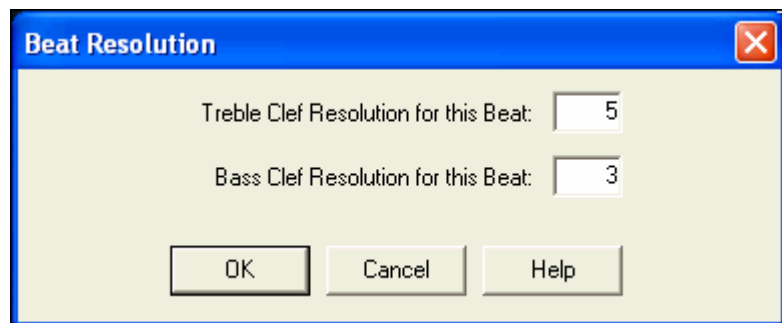 Beat Resolution
Treble Clef Resolution for this Beat: 5
Bass Clef Resolution for this Beat: 3
OK Cancel Help